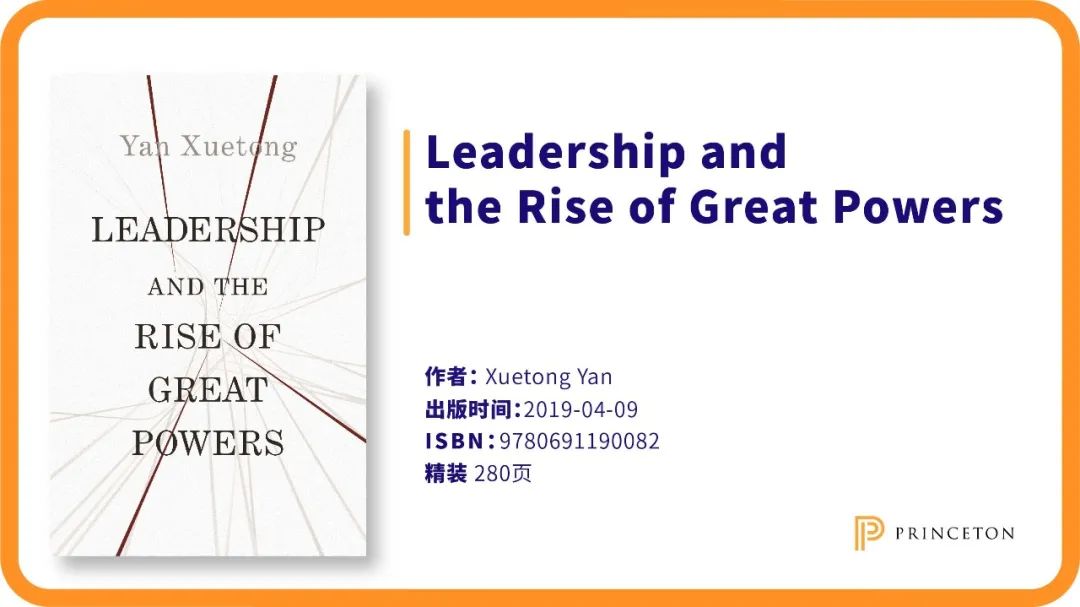 Yan Xuetong
LEADERSHIP
AND THE
RISE OF
GREAT
POWERS
Leadership and
the Rise of Great Powers
作者： Xuetong Yan
出版时间：2019-04-09
ISBN：9780691190082
精装 280页
PRINCETON